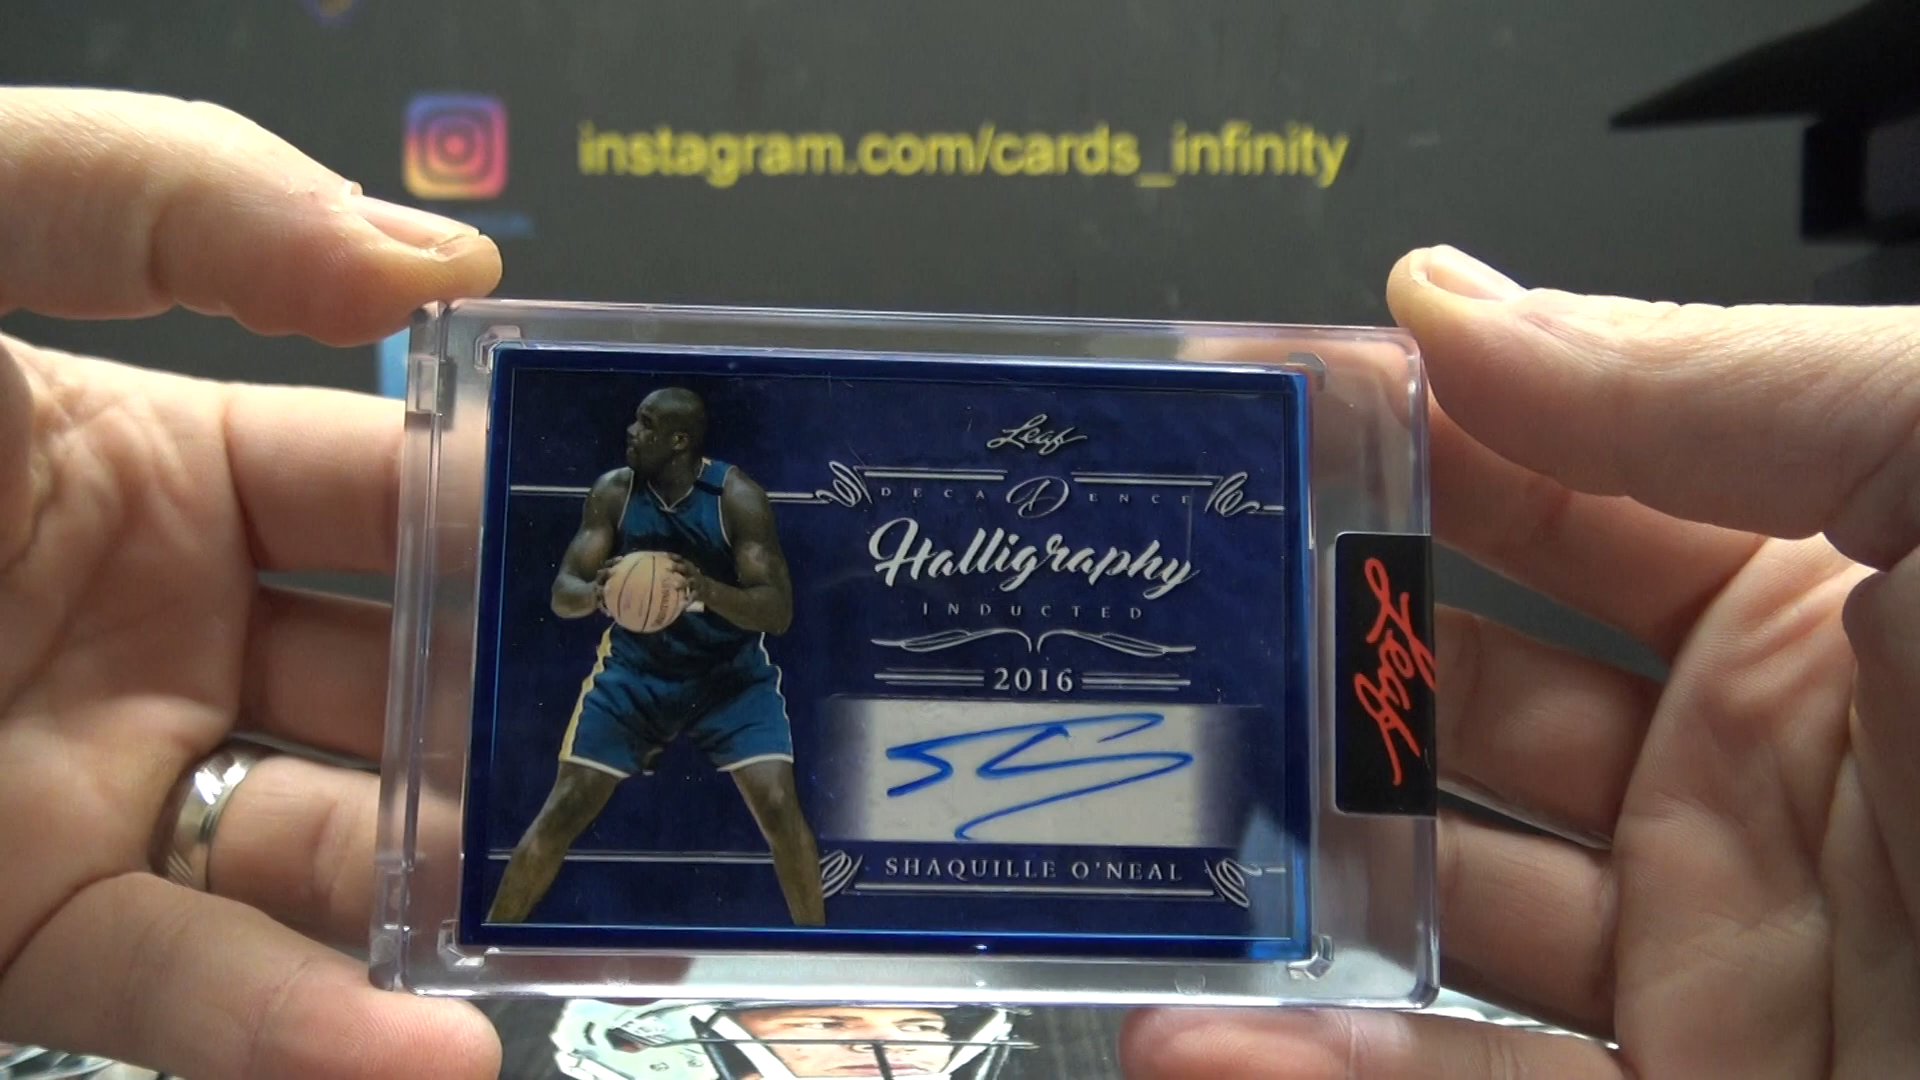 instagram.com/cards_infinity
Leaf
DECADENCE
Halligraphy
INDUCTED
2016
SHAQUILLE O'NEAL
Leaf